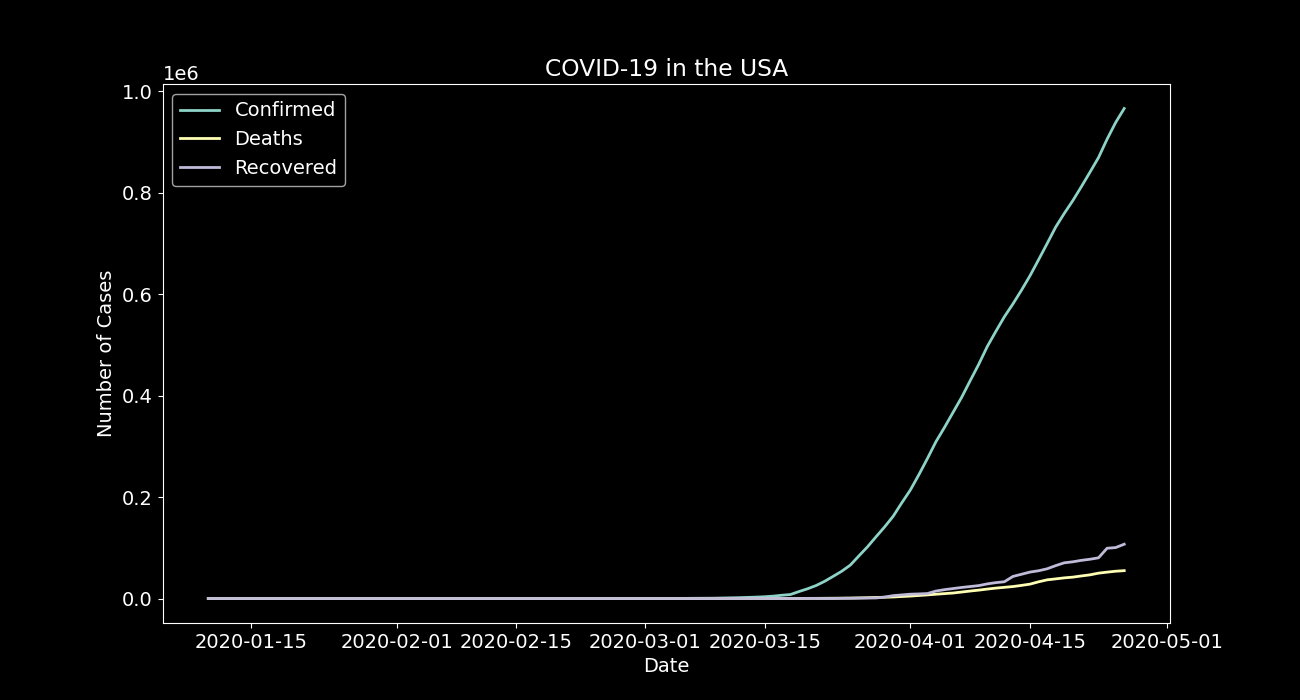 COVID-19 in the USA
1e6
1.0
0.8
0.6
0.4
0.2
0.0
Number of Cases
Confirmed
Deaths
Recovered
2020-01-15 2020-02-01 2020-02-15 2020-03-01 2020-03-15 2020-04-01 2020-04-15 2020-05-01
Date